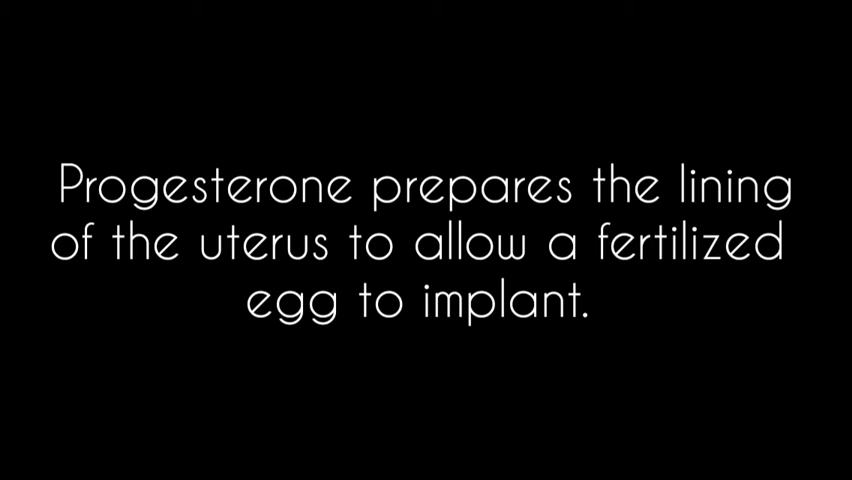 Progesterone prepares the lining
of the uterus to allow a fertilized
egg to implant.